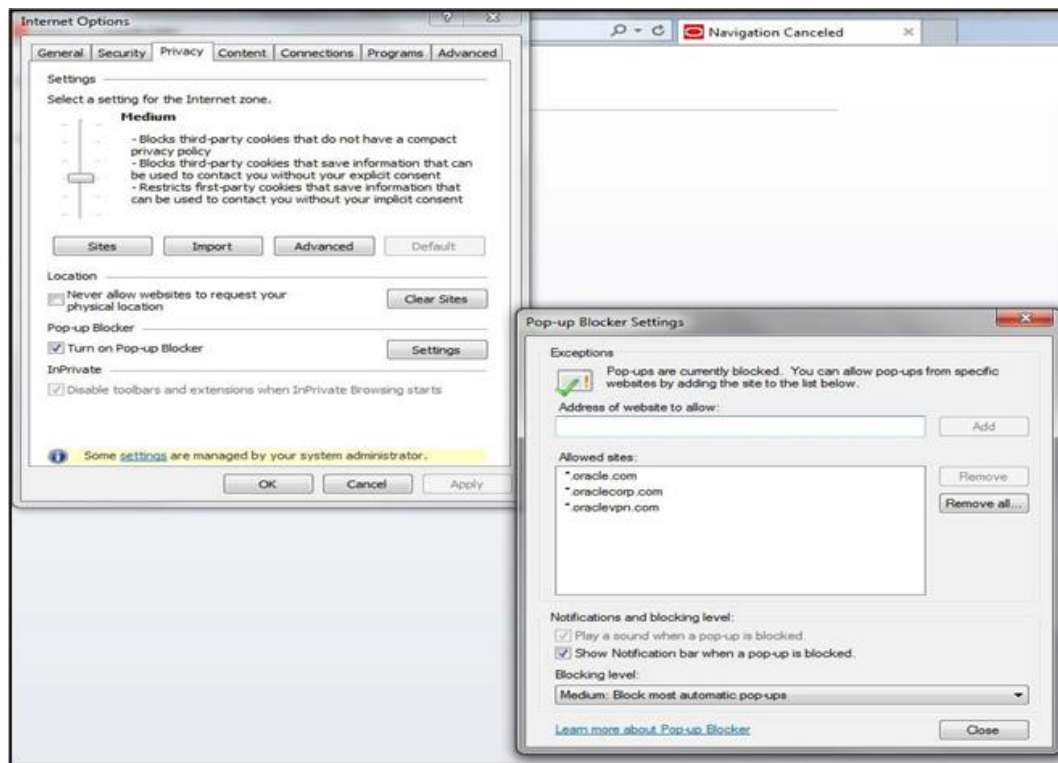 Internet Options
Navigation Canceled
General Security Privacy Content Connections Programs Advanced
Settings
Select a setting for the Internet zone.
Medium
- Blocks third-party cookies that do not have a compact
privacy policy
- Blocks third-party cookies that save information that can
be used to contact you without your explicit consent
- Restricts first-party cookies that save information that
can be used to contact you without your implicit consent
Sites Import Advanced Default
Location
Never allow websites to request your
physical location
Clear Sites
Pop-up Blocker
Turn on Pop-up Blocker
Settings
InPrivate
Disable toolbars and extensions when InPrivate Browsing starts
Some settings are managed by your system administrator.
OK Cancel Apply
Pop-up Blocker Settings
Exceptions
Pop-ups are currently blocked. You can allow pop-ups from specific
websites by adding the site to the list below.
Address of website to allow:
Add
Allowed sites:
*.oracle.com
*.oraclecorp.com
*.oraclevpn.com
Remove
Remove all...
Notifications and blocking level:
Play a sound when a pop-up is blocked.
Show Notification bar when a pop-up is blocked.
Blocking level:
Medium: Block most automatic pop-ups
Learn more about Pop-up Blocker
Close